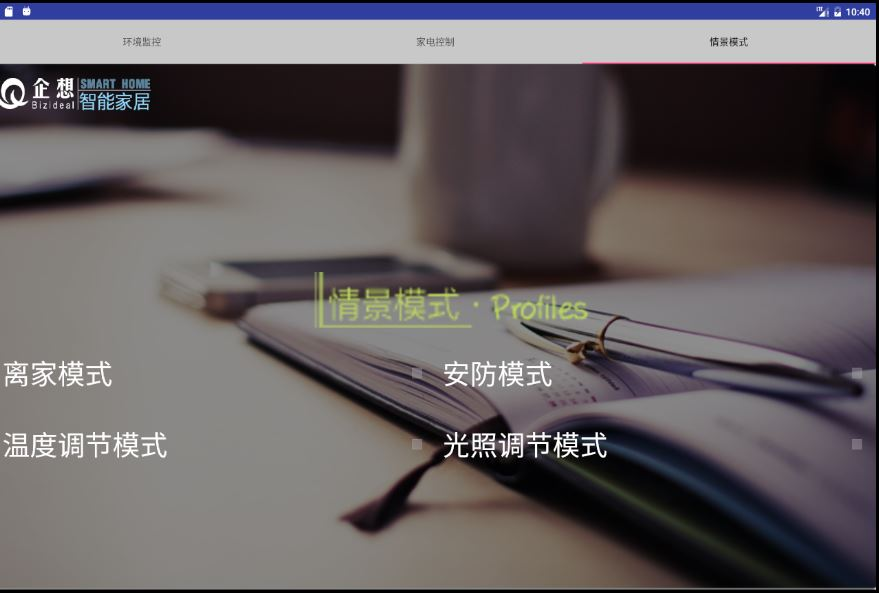 10:40
环境监控
家电控制
情景模式
企想 SMART HOME
Bizideal 智能家居
情景模式 · Profiles
离家模式
安防模式
温度调节模式
光照调节模式